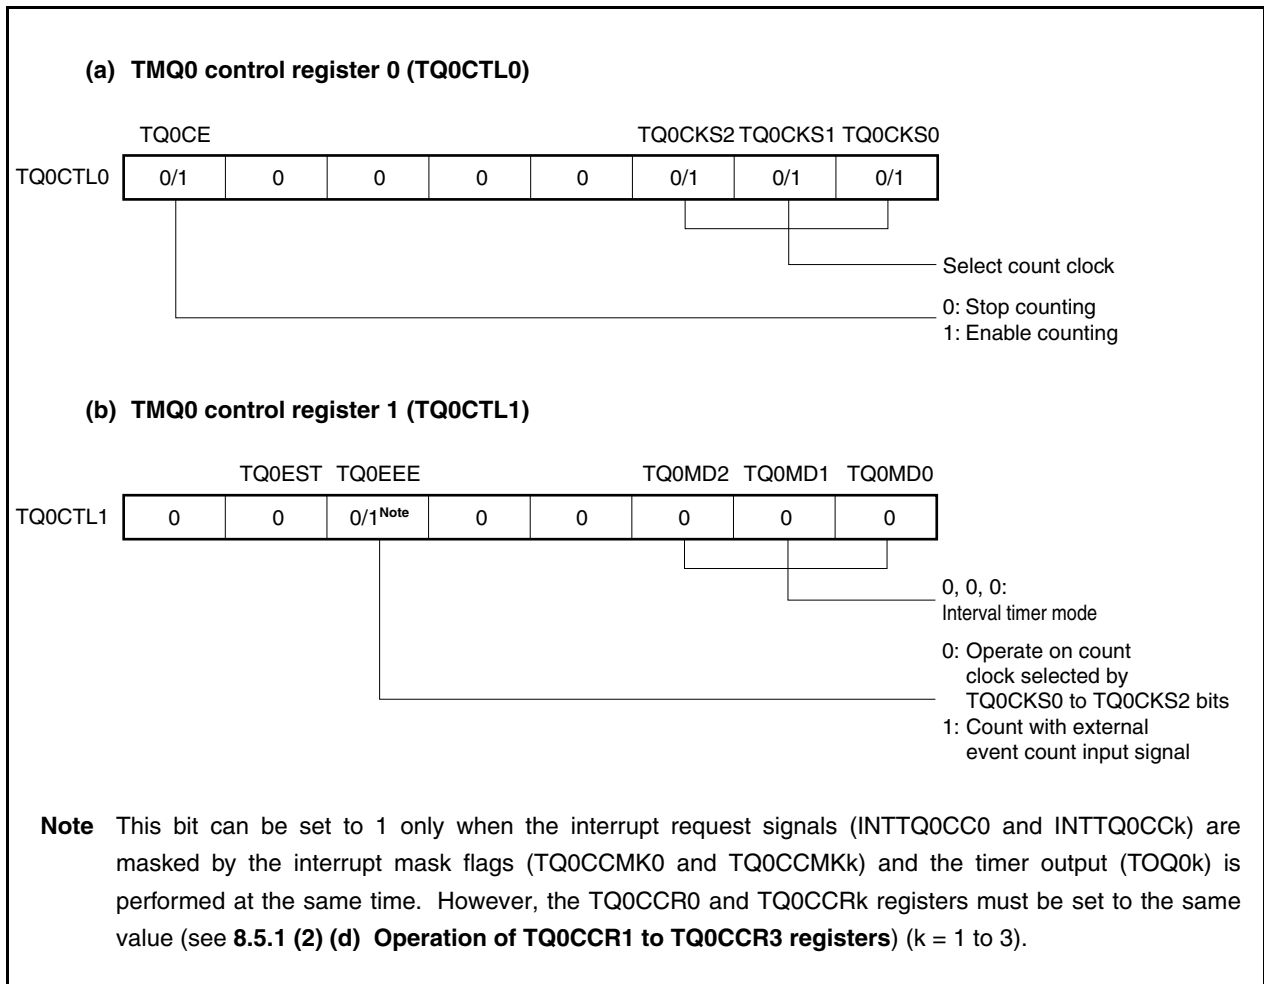 (a) TMQ0 control register 0 (TQ0CTL0)
TQ0CE TQ0CKS2 TQ0CKS1 TQ0CKS0
TQ0CTL0 0/1 0 0 0 0 0/1 0/1 0/1
Select count clock
0: Stop counting
1: Enable counting
(b) TMQ0 control register 1 (TQ0CTL1)
TQ0EST TQ0EEE TQ0MD2 TQ0MD1 TQ0MD0
TQ0CTL1 0 0 0/1Note 0 0 0 0 0
0, 0, 0:
Interval timer mode
0: Operate on count
clock selected by
TQ0CKS0 to TQ0CKS2 bits
1: Count with external
event count input signal
Note This bit can be set to 1 only when the interrupt request signals (INTTQ0CC0 and INTTQ0CCk) are
masked by the interrupt mask flags (TQ0CCMK0 and TQ0CCMKk) and the timer output (TOQ0k) is
performed at the same time. However, the TQ0CCR0 and TQ0CCRk registers must be set to the same
value (see 8.5.1 (2) (d) Operation of TQ0CCR1 to TQ0CCR3 registers) (k = 1 to 3).